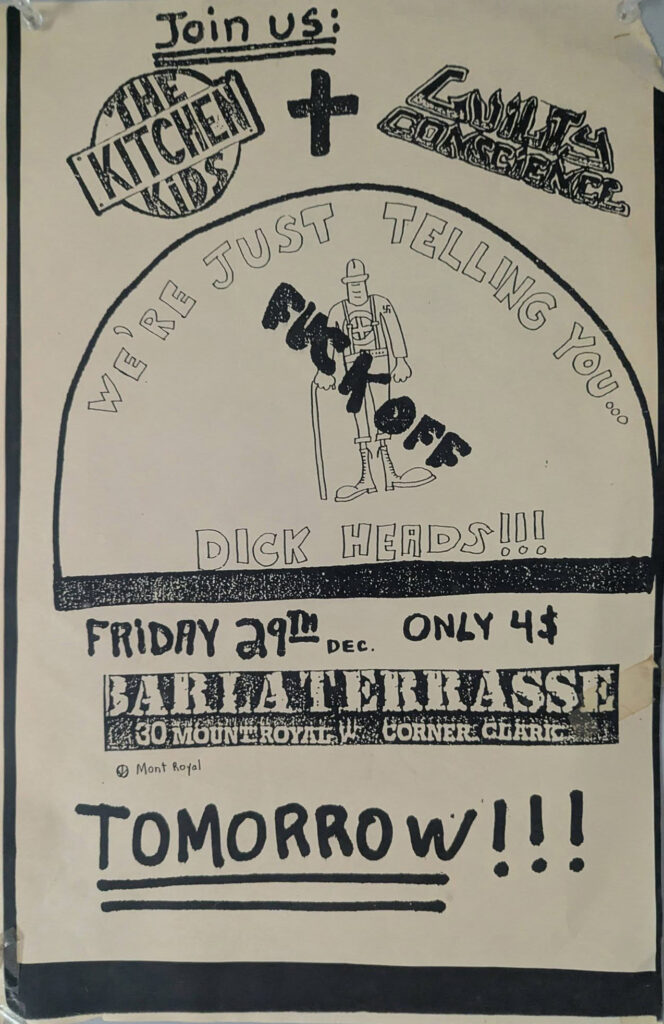 Join us:
THE
KITCHEN
KIDS
+
GUILTY
CONSCIENCE
WE'RE JUST TELLING YOU...
FUCK OFF
DICK HEADS!!!
FRIDAY 29TH DEC. ONLY 4$
BAR LA TERRASSE
30 MOUNT ROYAL W CORNER CLARK
Mont Royal
TOMORROW!!!